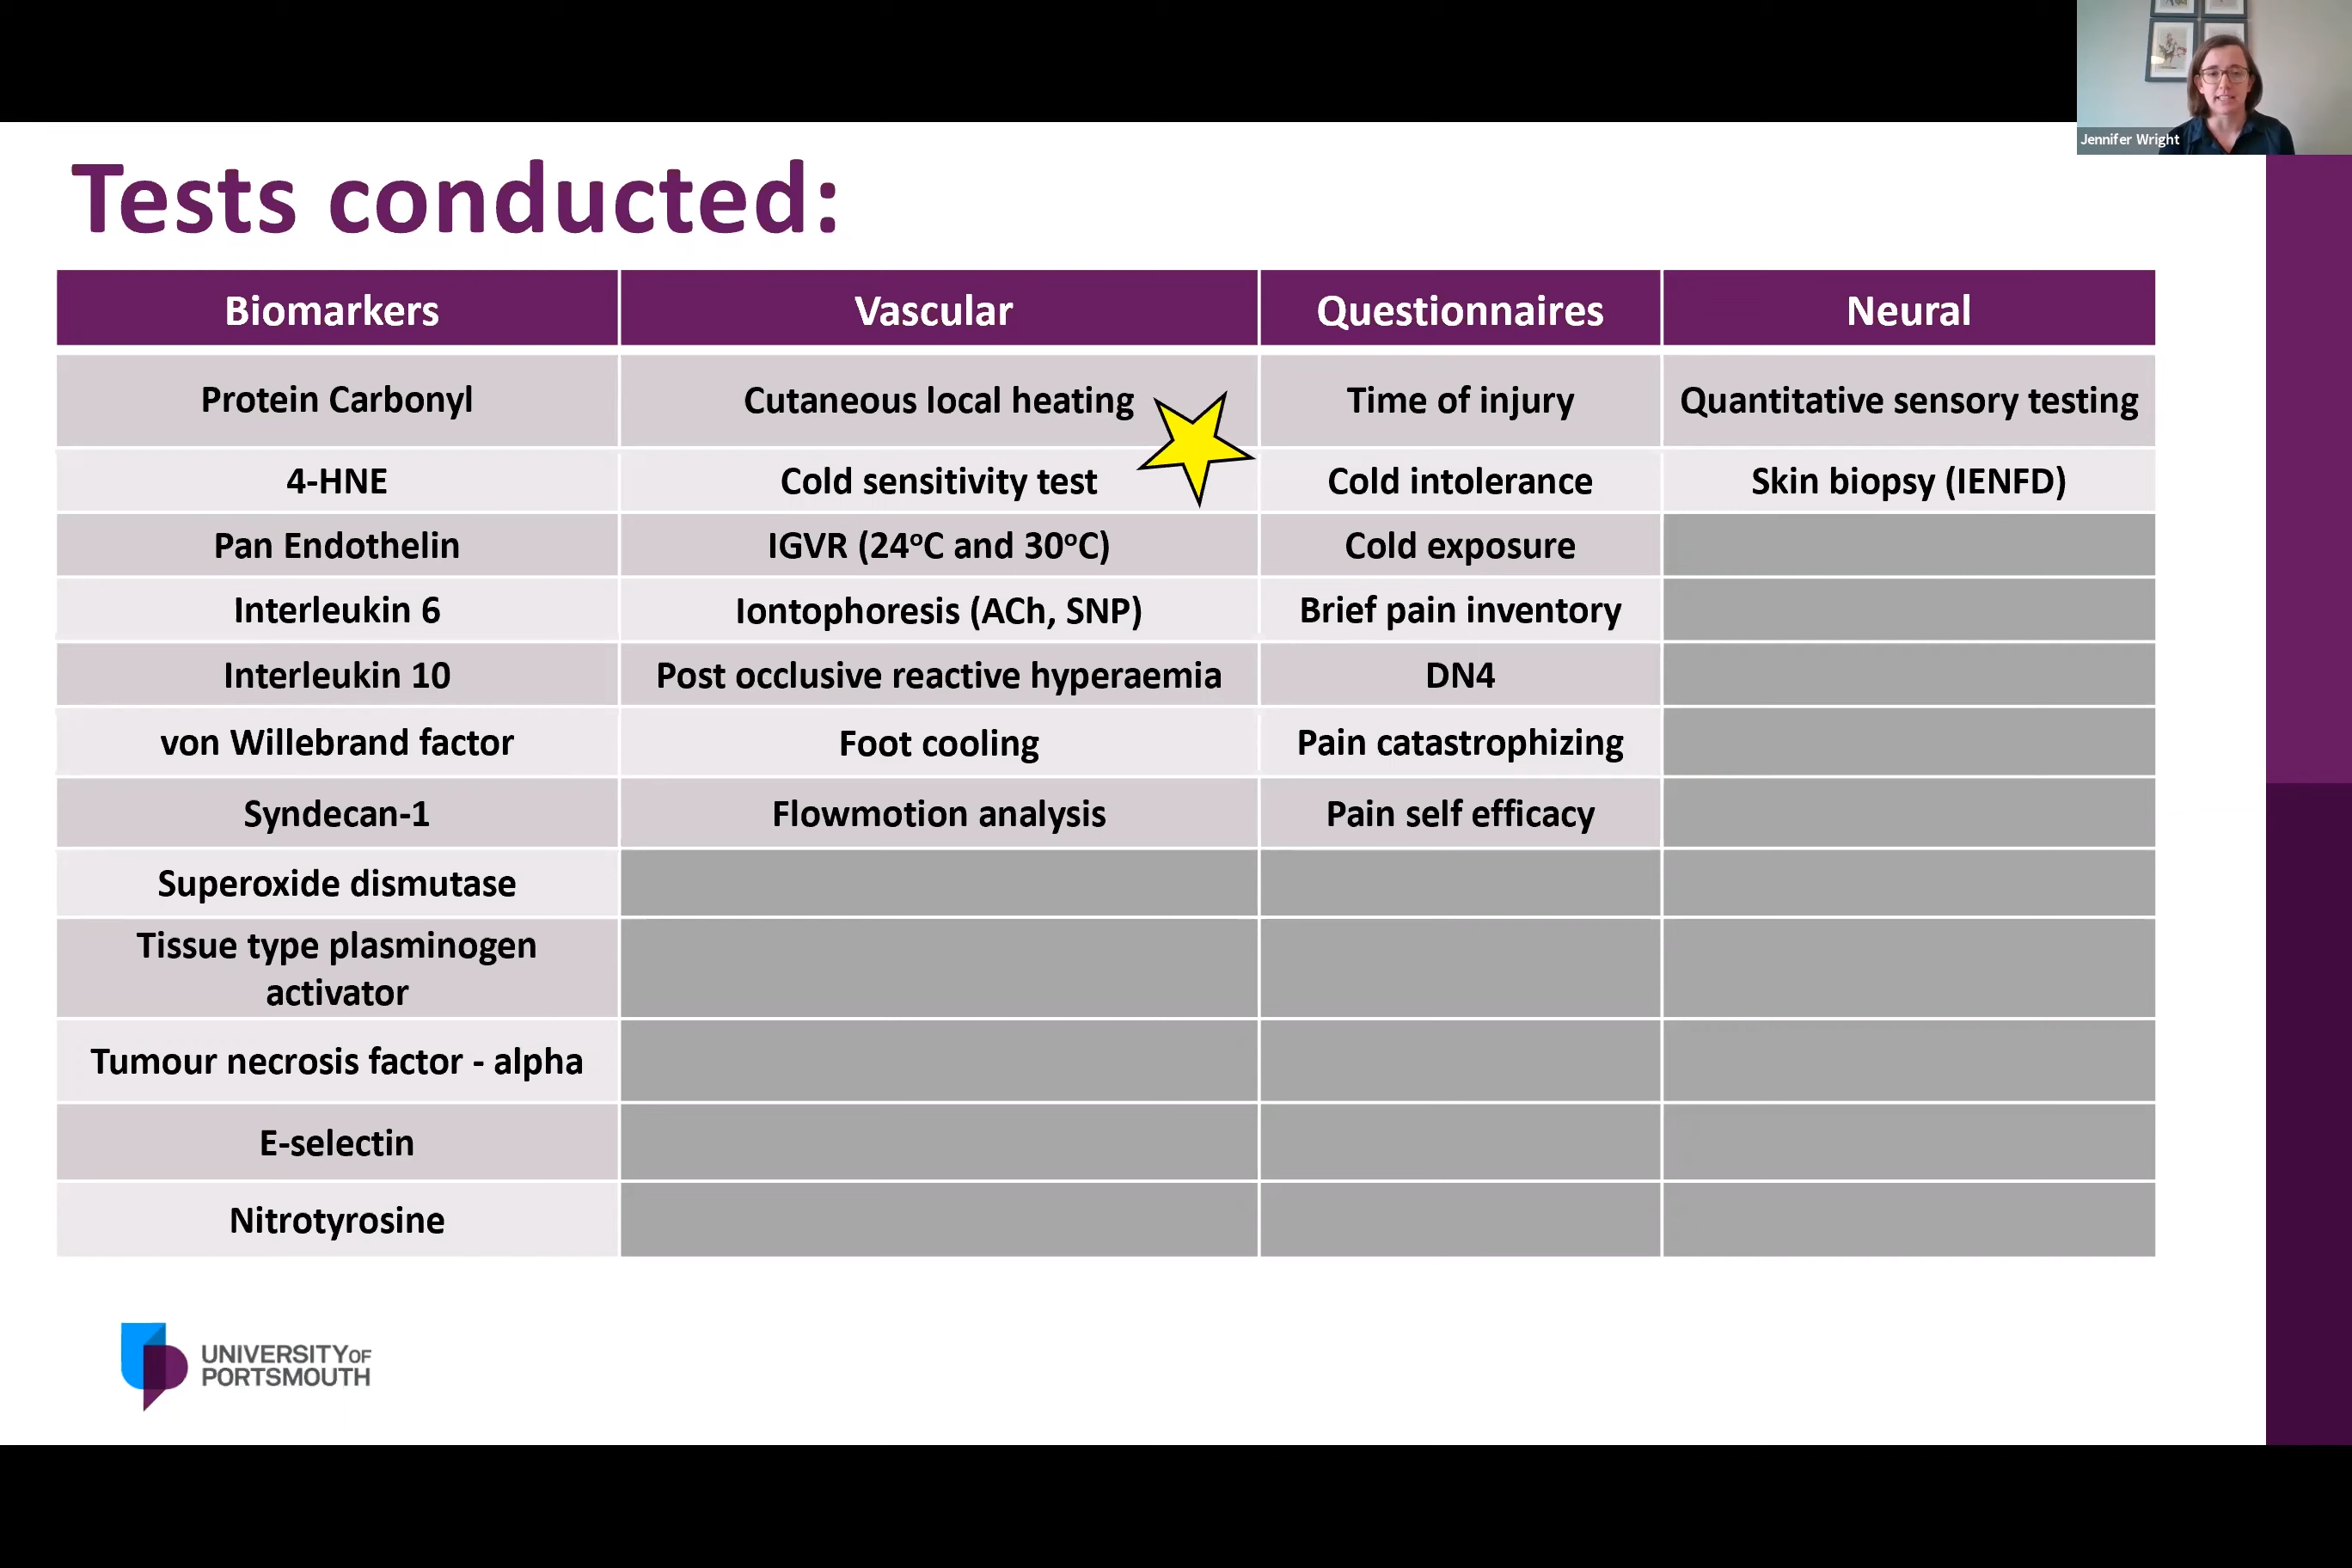 Jennifer Wright
Tests conducted:
Biomarkers Vascular Questionnaires Neural
Protein Carbonyl Cutaneous local heating Time of injury Quantitative sensory testing
4-HNE Cold sensitivity test Cold intolerance Skin biopsy (IENFD)
Pan Endothelin IGVR (24ºC and 30ºC) Cold exposure
Interleukin 6 Iontophoresis (ACh, SNP) Brief pain inventory
Interleukin 10 Post occlusive reactive hyperaemia DN4
von Willebrand factor Foot cooling Pain catastrophizing
Syndecan-1 Flowmotion analysis Pain self efficacy
Superoxide dismutase
Tissue type plasminogen
activator
Tumour necrosis factor - alpha
E-selectin
Nitrotyrosine
UNIVERSITY OF
PORTSMOUTH